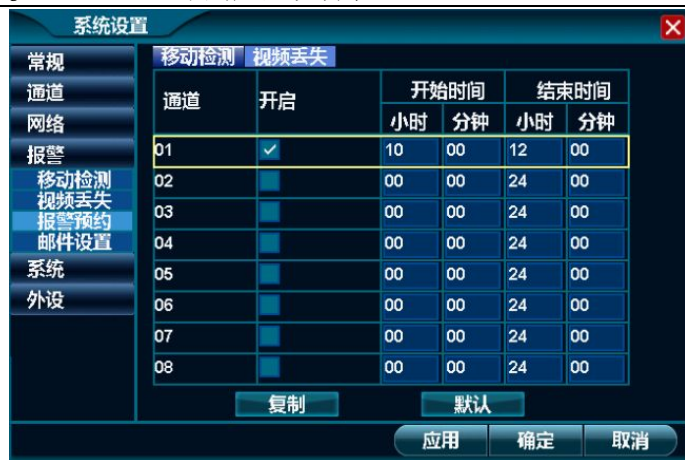 系统设置
常规
通道
网络
报警
移动检测
视频丢失
报警预约
邮件设置
系统
外设
移动检测 视频丢失
通道 开启 开始时间 结束时间
小时 分钟 小时 分钟
01 10 00 12 00
02 00 00 24 00
03 00 00 24 00
04 00 00 24 00
05 00 00 24 00
06 00 00 24 00
07 00 00 24 00
08 00 00 24 00
复制 默认
应用 确定 取消